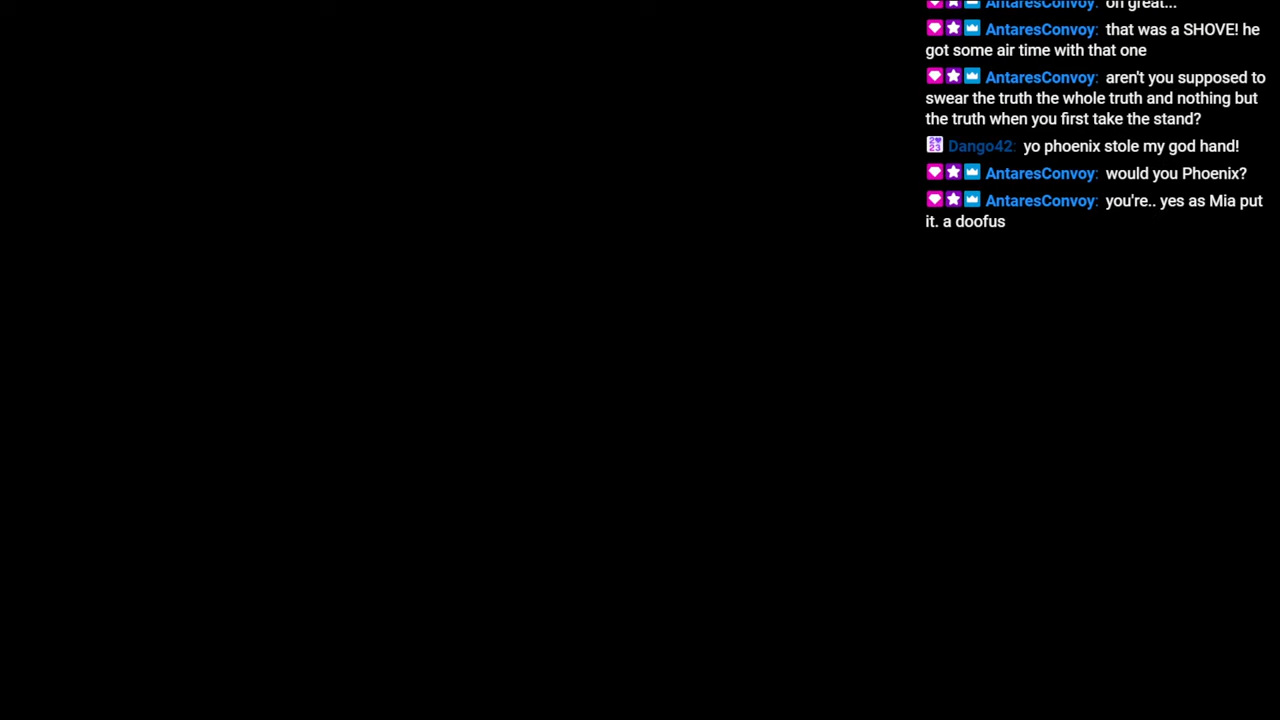 AntaresConvoy: oh great...
AntaresConvoy: that was a SHOVE! he
got some air time with that one
AntaresConvoy: aren't you supposed to
swear the truth the whole truth and nothing but
the truth when you first take the stand?
Dango42: yo phoenix stole my god hand!
AntaresConvoy: would you Phoenix?
AntaresConvoy: you're.. yes as Mia put
it. a doofus